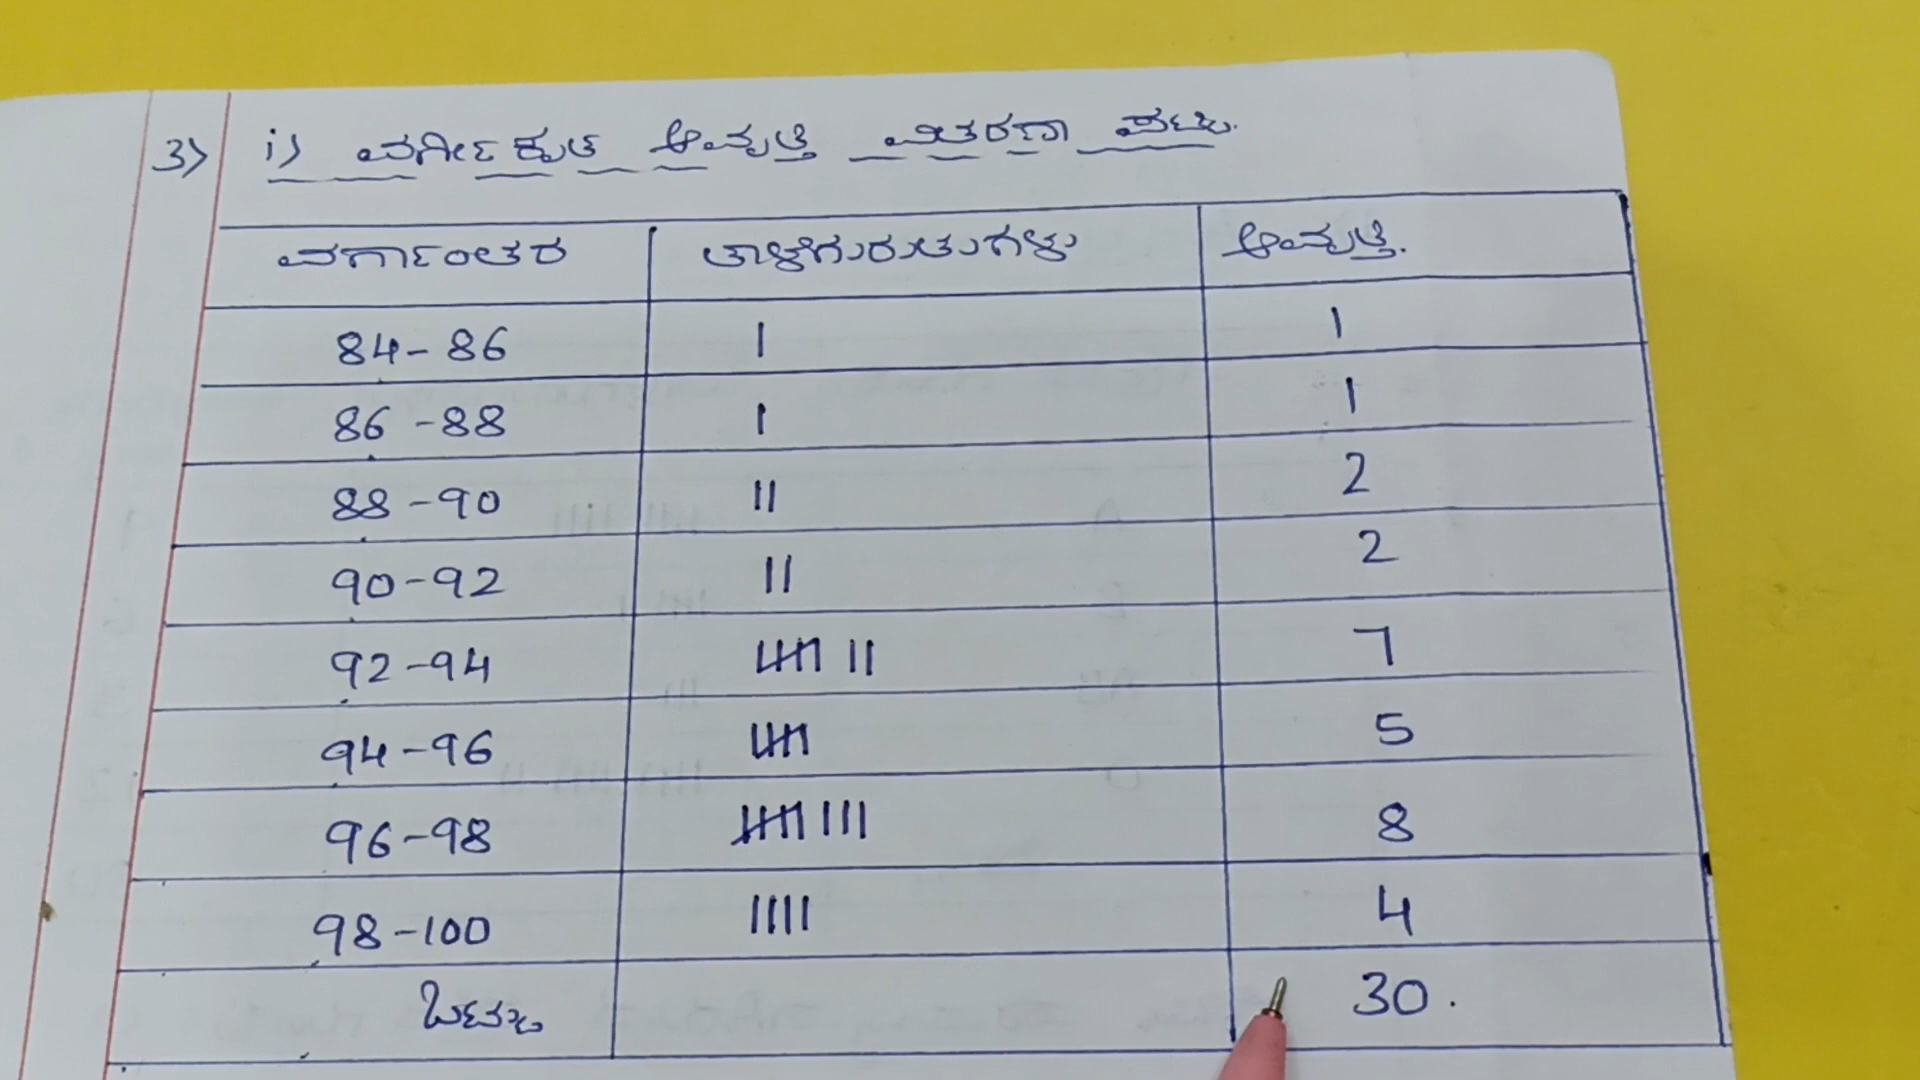 3) i) ವರ್ಗೀಕೃತ ಆವೃತ್ತಿ ವಿತರಣಾ ಪಟ್ಟಿ.
ವರ್ಗಾಂತರ ತಾಳೆಗುರುತುಗಳು ಆವೃತ್ತಿ.
84-86 | 1
86-88 | 1
88-90 || 2
90-92 || 2
92-94 |||| || 7
94-96 |||| 5
96-98 |||| ||| 8
98-100 |||| 4
ಒಟ್ಟು 30.